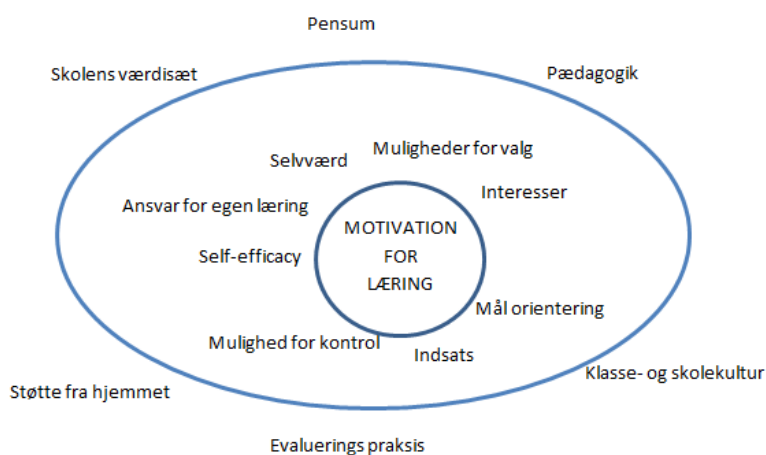 Pensum
Skolens værdisæt
Pædagogik
Selvværd
Muligheder for valg
Interesser
Ansvar for egen læring
MOTIVATION
FOR
LÆRING
Self-efficacy
Mål orientering
Mulighed for kontrol
Indsats
Klasse- og skolekultur
Støtte fra hjemmet
Evaluerings praksis